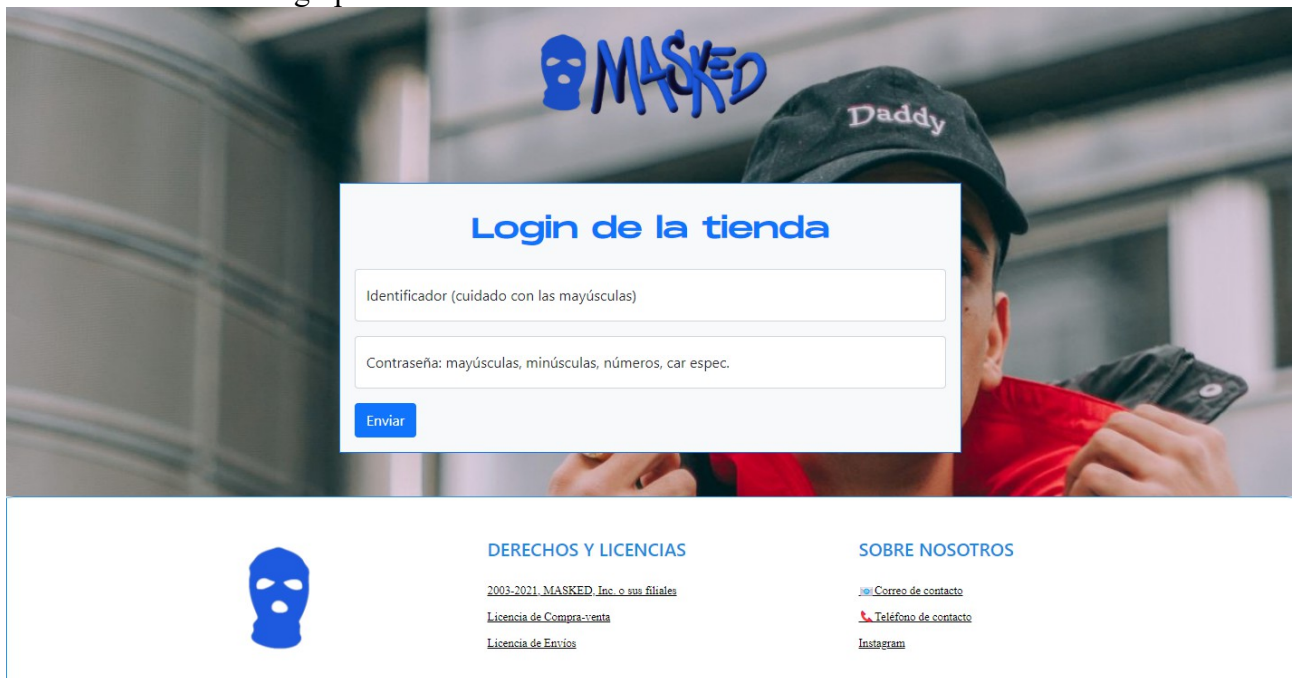 MASKED
Daddy
Login de la tienda
Identificador (cuidado con las mayúsculas)
Contraseña: mayúsculas, minúsculas, números, car espec.
Enviar
DERECHOS Y LICENCIAS
2003-2021, MASKED, Inc. o sus filiales
Licencia de Compra-venta
Licencia de Envíos
SOBRE NOSOTROS
📧 Correo de contacto
📞 Teléfono de contacto
Instagram